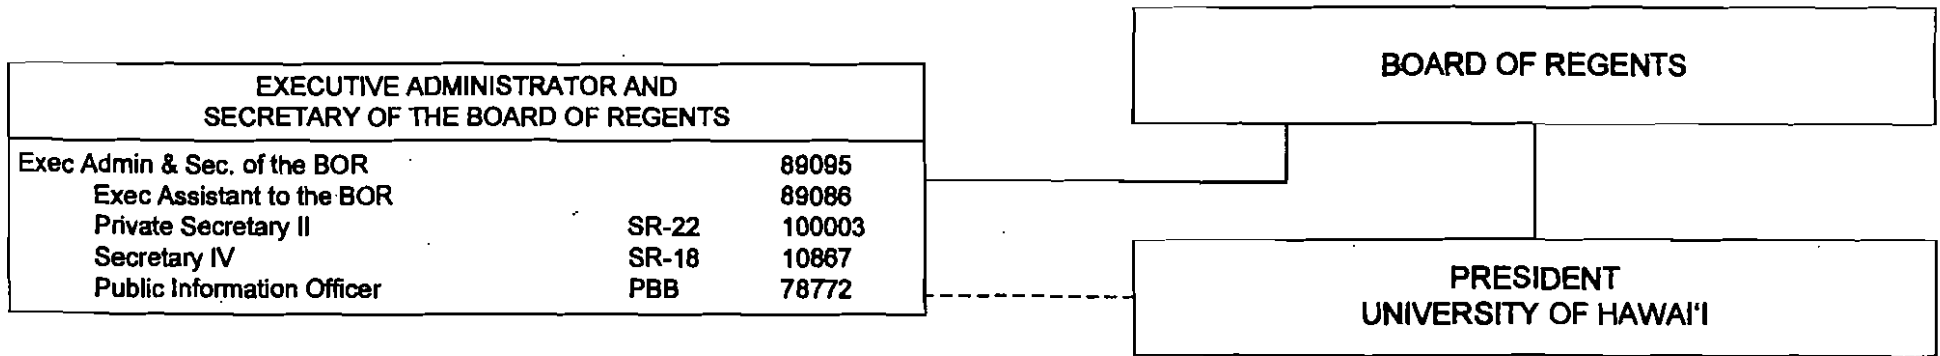 BOARD OF REGENTS
EXECUTIVE ADMINISTRATOR AND
SECRETARY OF THE BOARD OF REGENTS
Exec Admin & Sec. of the BOR 89095
Exec Assistant to the BOR 89086
Private Secretary II SR-22 100003
Secretary IV SR-18 10867
Public Information Officer PBB 78772
PRESIDENT
UNIVERSITY OF HAWAI‘I